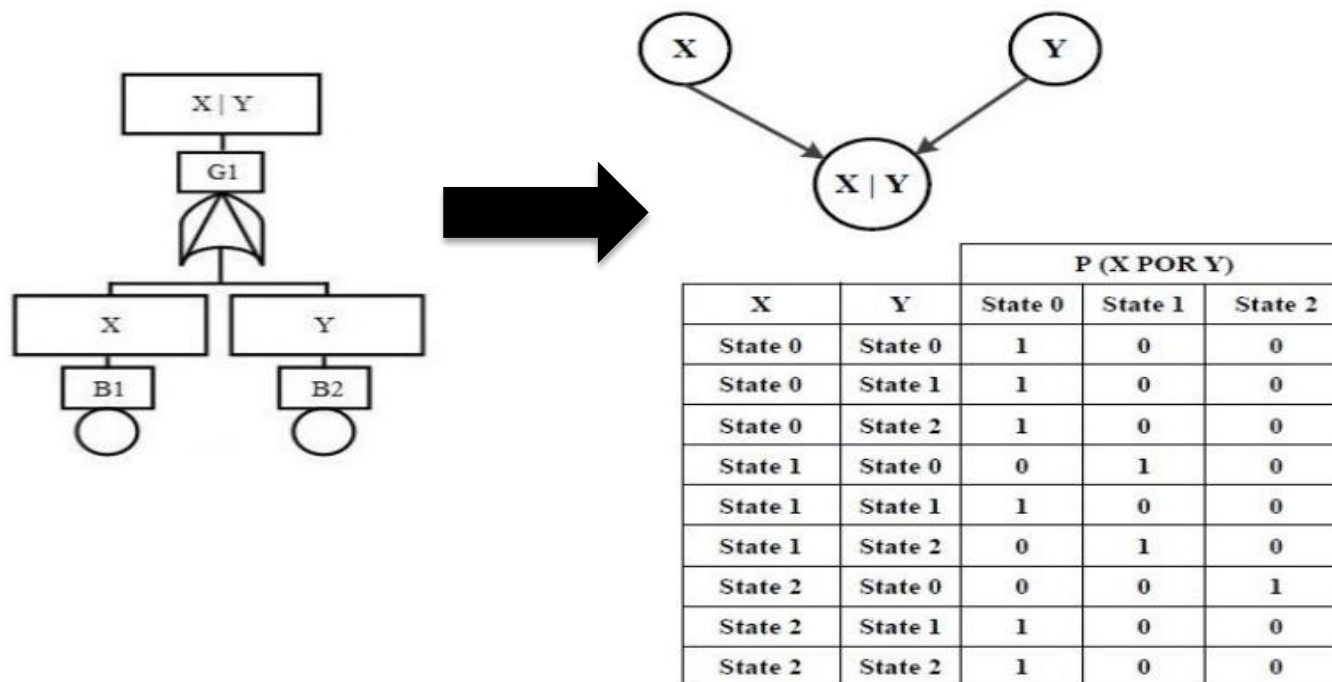 X | Y
G1
X Y
B1 B2
X Y
X | Y
P (X POR Y)
X Y State 0 State 1 State 2
State 0 State 0 1 0 0
State 0 State 1 1 0 0
State 0 State 2 1 0 0
State 1 State 0 0 1 0
State 1 State 1 1 0 0
State 1 State 2 0 1 0
State 2 State 0 0 0 1
State 2 State 1 1 0 0
State 2 State 2 1 0 0